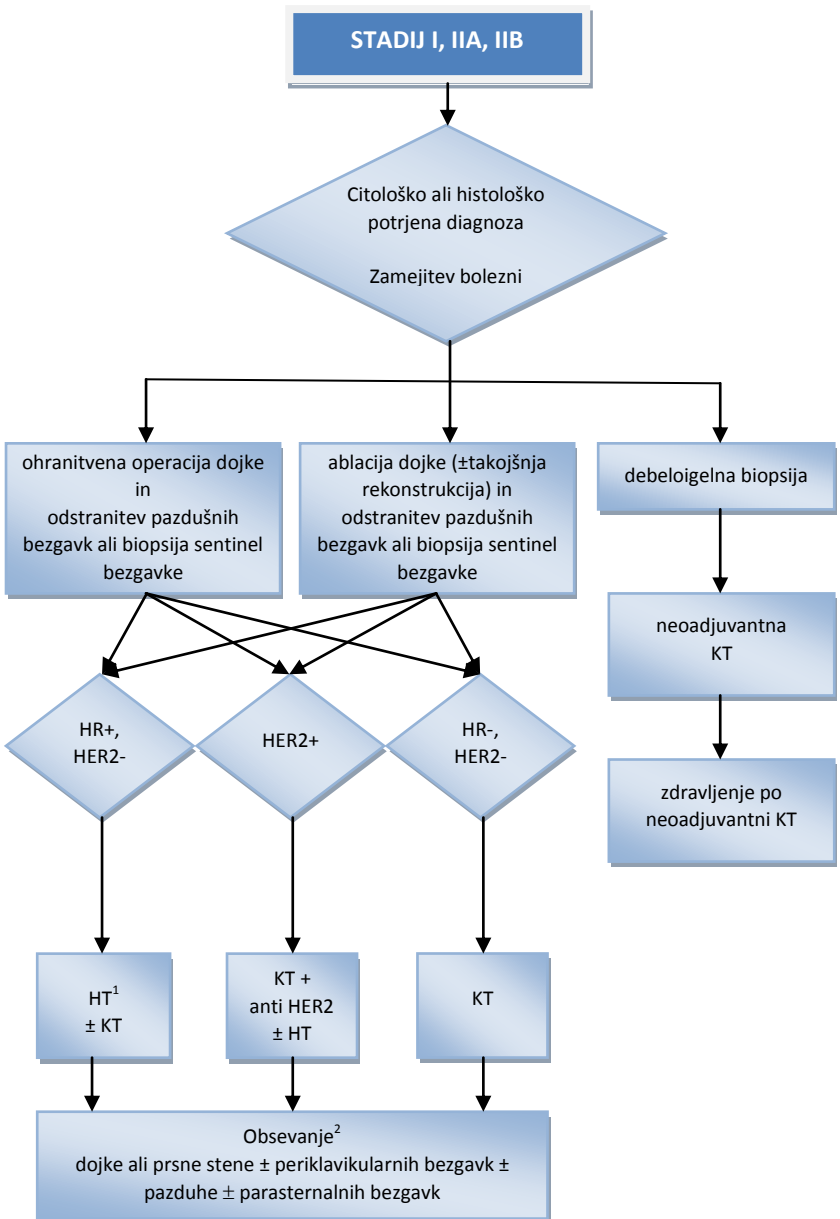 STADIJ I, IIA, IIB
Citološko ali histološko
potrjena diagnoza
Zamejitev bolezni
ohranitvena operacija dojke
in
odstranitev pazdušnih
bezgavk ali biopsija sentinel
bezgavke
ablacija dojke (±takojšnja
rekonstrukcija) in
odstranitev pazdušnih
bezgavk ali biopsija sentinel
bezgavke
debeloigelna biopsija
neoadjuvantna
KT
zdravljenje po
neoadjuvantni KT
HR+,
HER2-
HER2+
HR-,
HER2-
HT¹
± KT
KT +
anti HER2
± HT
KT
Obsevanje²
dojke ali prsne stene ± periklavikularnih bezgavk ±
pazduhe ± parasternalnih bezgavk